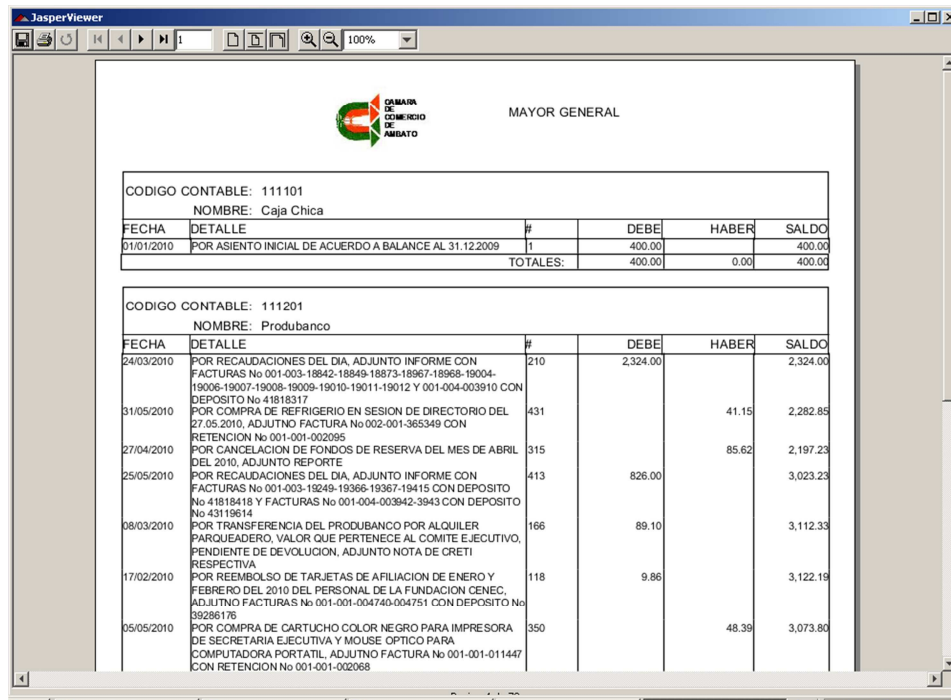 JasperViewer
1
100%
CAMARA
DE
COMERCIO
DE
AMBATO
MAYOR GENERAL
CODIGO CONTABLE: 111101
NOMBRE: Caja Chica
FECHA DETALLE # DEBE HABER SALDO
01/01/2010 POR ASIENTO INICIAL DE ACUERDO A BALANCE AL 31.12.2009 1 400.00 400.00
TOTALES: 400.00 0.00 400.00
CODIGO CONTABLE: 111201
NOMBRE: Produbanco
FECHA DETALLE # DEBE HABER SALDO
24/03/2010 POR RECAUDACIONES DEL DIA, ADJUNTO INFORME CON 210 2,324.00 2,324.00
FACTURAS No 001-003-18842-18849-18873-18967-18968-19004-
19006-19007-19008-19009-19010-19011-19012 Y 001-004-003910 CON
DEPOSITO No 41818317
31/05/2010 POR COMPRA DE REFRIGERIO EN SESION DE DIRECTORIO DEL 431 41.15 2,282.85
27.05.2010, ADJUTNO FACTURA No 002-001-365349 CON
RETENCION No 001-001-002095
27/04/2010 POR CANCELACION DE FONDOS DE RESERVA DEL MES DE ABRIL 315 85.62 2,197.23
DEL 2010, ADJUNTO REPORTE
25/05/2010 POR RECAUDACIONES DEL DIA, ADJUNTO INFORME CON 413 826.00 3,023.23
FACTURAS No 001-003-19249-19366-19367-19415 CON DEPOSITO
No 41818418 Y FACTURAS No 001-004-003942-3943 CON DEPOSITO
No 43119614
08/03/2010 POR TRANSFERENCIA DEL PRODUBANCO POR ALQUILER 166 89.10 3,112.33
PARQUEADERO, VALOR QUE PERTENECE AL COMITE EJECUTIVO,
PENDIENTE DE DEVOLUCION, ADJUNTO NOTA DE CRETI
RESPECTIVA
17/02/2010 POR REEMBOLSO DE TARJETAS DE AFILIACION DE ENERO Y 118 9.86 3,122.19
FEBRERO DEL 2010 DEL PERSONAL DE LA FUNDACION CENEC,
ADJUTNO FACTURAS No 001-001-004740-004751 CON DEPOSITO No
39286176
05/05/2010 POR COMPRA DE CARTUCHO COLOR NEGRO PARA IMPRESORA 350 48.39 3,073.80
DE SECRETARIA EJECUTIVA Y MOUSE OPTICO PARA
COMPUTADORA PORTATIL, ADJUTNO FACTURA No 001-001-011447
CON RETENCION No 001-001-002068